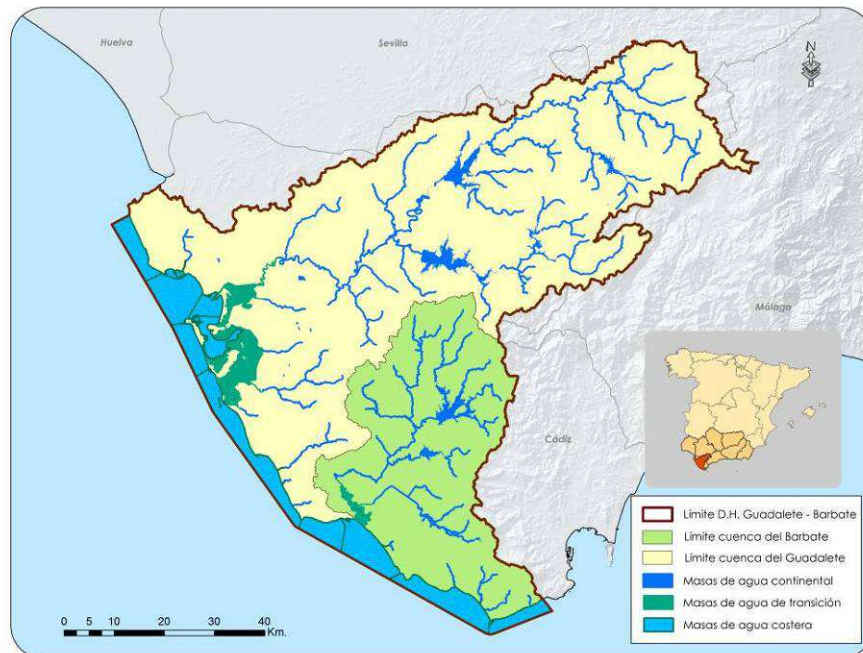 Huelva
Sevilla
N
Málaga
Cádiz
Límite D.H. Guadalete - Barbate
Límite cuenca del Barbate
Límite cuenca del Guadalete
Masas de agua continental
Masas de agua de transición
Masas de agua costera
0 5 10 20 30 40
Km.